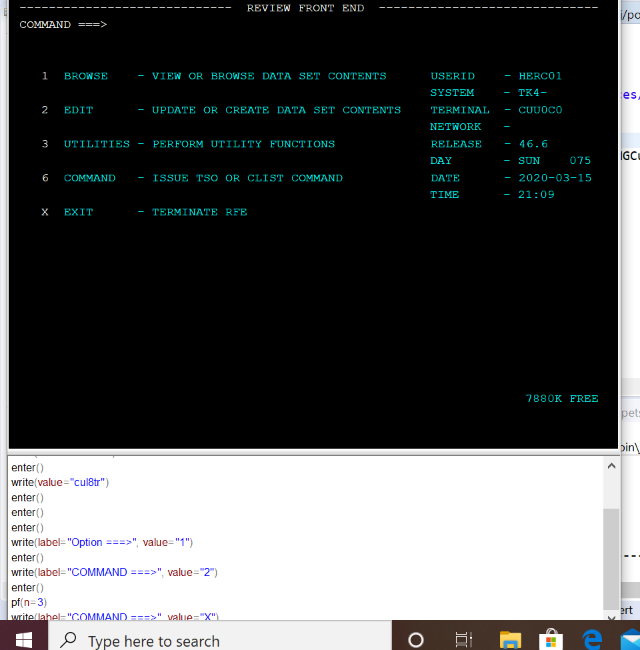 ----------------------------- REVIEW FRONT END ------------------------------
COMMAND ===>
1 BROWSE - VIEW OR BROWSE DATA SET CONTENTS USERID - HERC01
SYSTEM - TK4-
2 EDIT - UPDATE OR CREATE DATA SET CONTENTS TERMINAL - CUU0C0
NETWORK -
3 UTILITIES - PERFORM UTILITY FUNCTIONS RELEASE - 46.6
DAY - SUN 075
6 COMMAND - ISSUE TSO OR CLIST COMMAND DATE - 2020-03-15
TIME - 21:09
X EXIT - TERMINATE RFE
7880K FREE
enter()
write(value="cul8tr")
enter()
enter()
enter()
write(label="Option ===>", value="1")
enter()
write(label="COMMAND ===>", value="2")
enter()
pf(n=3)
write(label="COMMAND ===>", value="X")
Type here to search
i/po
es/
HGCu
pets
bin\
---
ert